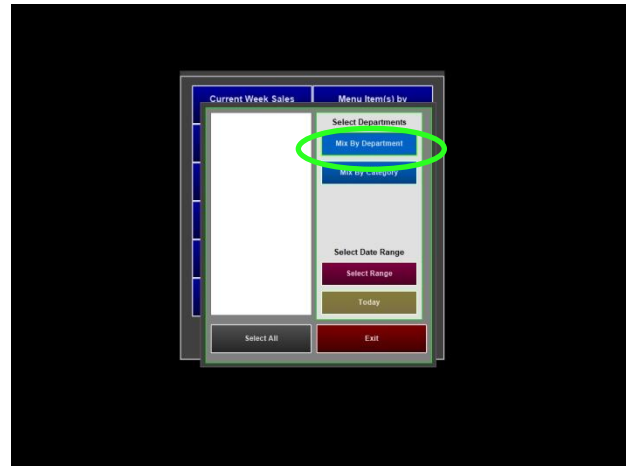 Current Week Sales
Menu Item(s) by
Select Departments
Mix By Department
Mix By Category
Select Date Range
Select Range
Today
Select All
Exit